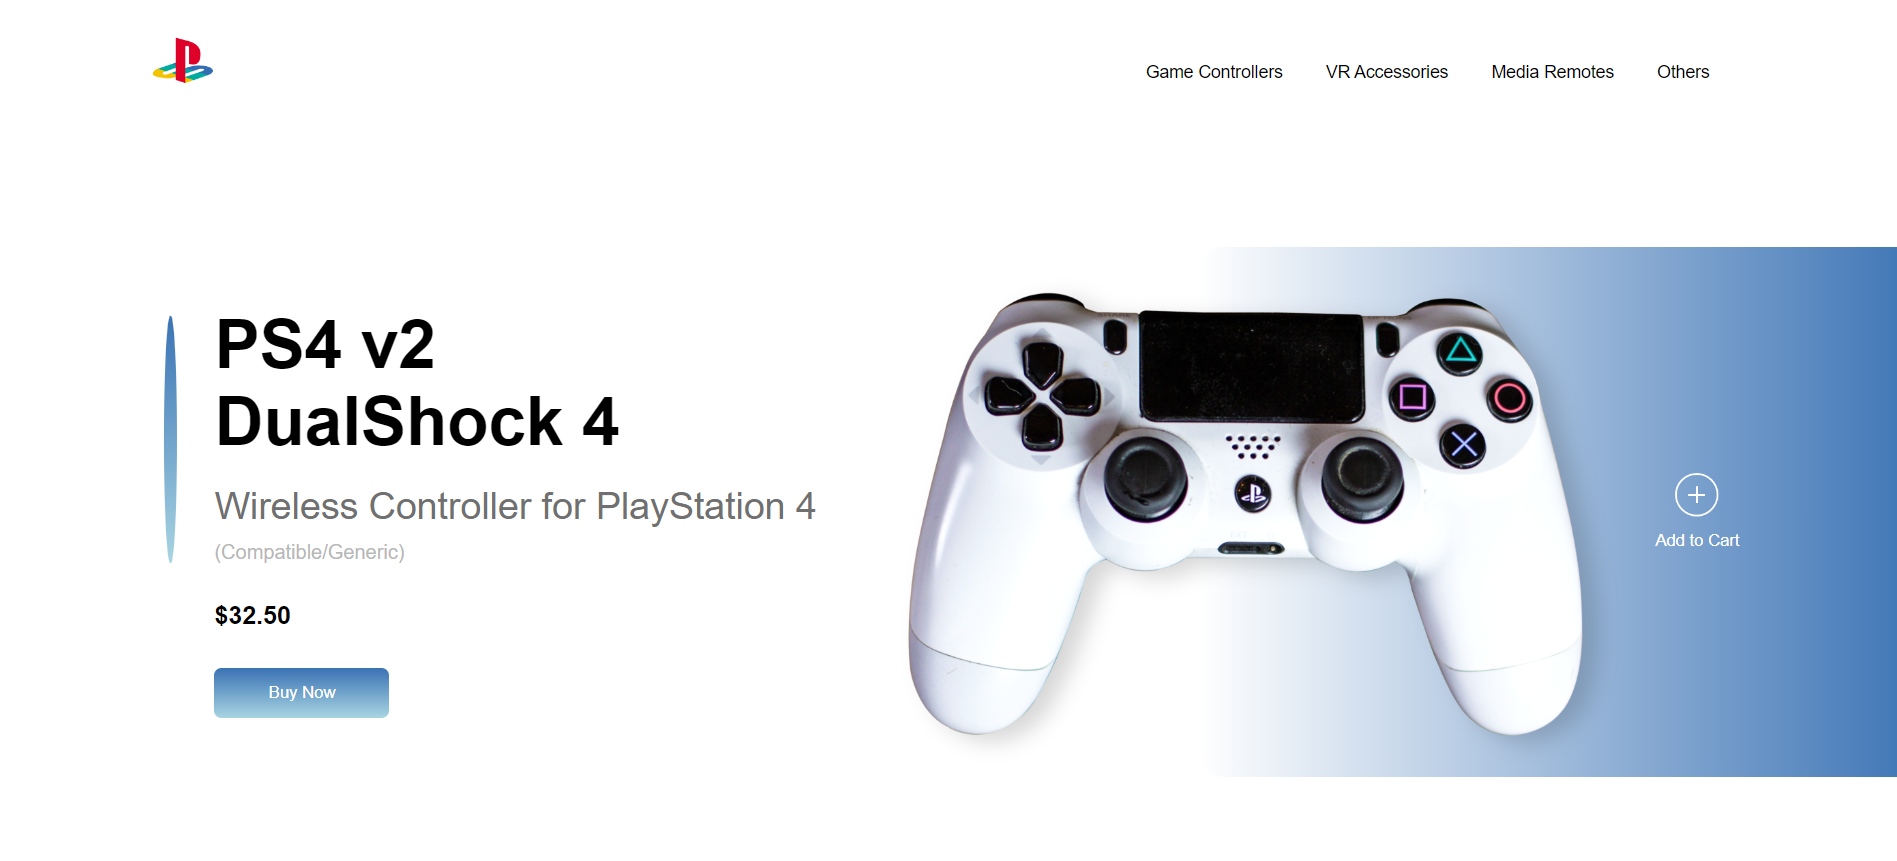 Game Controllers VR Accessories Media Remotes Others
PS4 v2
DualShock 4
Wireless Controller for PlayStation 4
(Compatible/Generic)
$32.50
Buy Now
Add to Cart